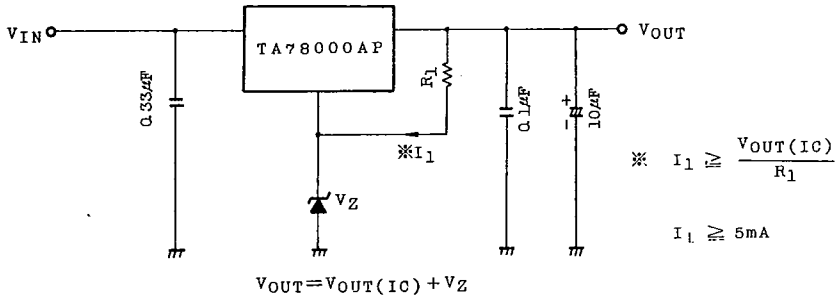 VIN
TA78000AP
VOUT
0.33μF
R1
0.1μF
+
-
10μF
※I1
VZ
※ I1 ≧ VOUT(IC)
R1
I1 ≧ 5mA
VOUT=VOUT(IC)+VZ